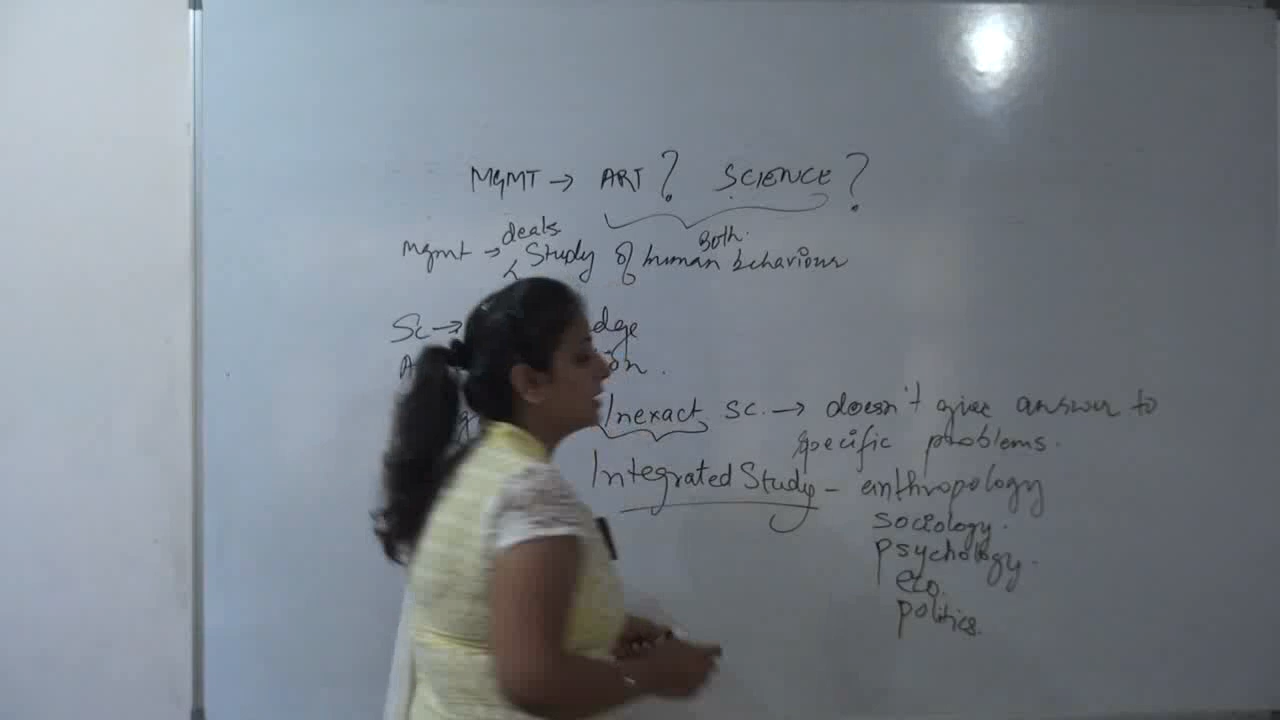 MGMT → ART? SCIENCE?
Both.
Mgmt → deals
Study of human behaviour
Sc →
Inexact sc. → doesn't give answer to
specific problems.
Integrated Study - anthropology
sociology.
psychology.
eco.
politics.